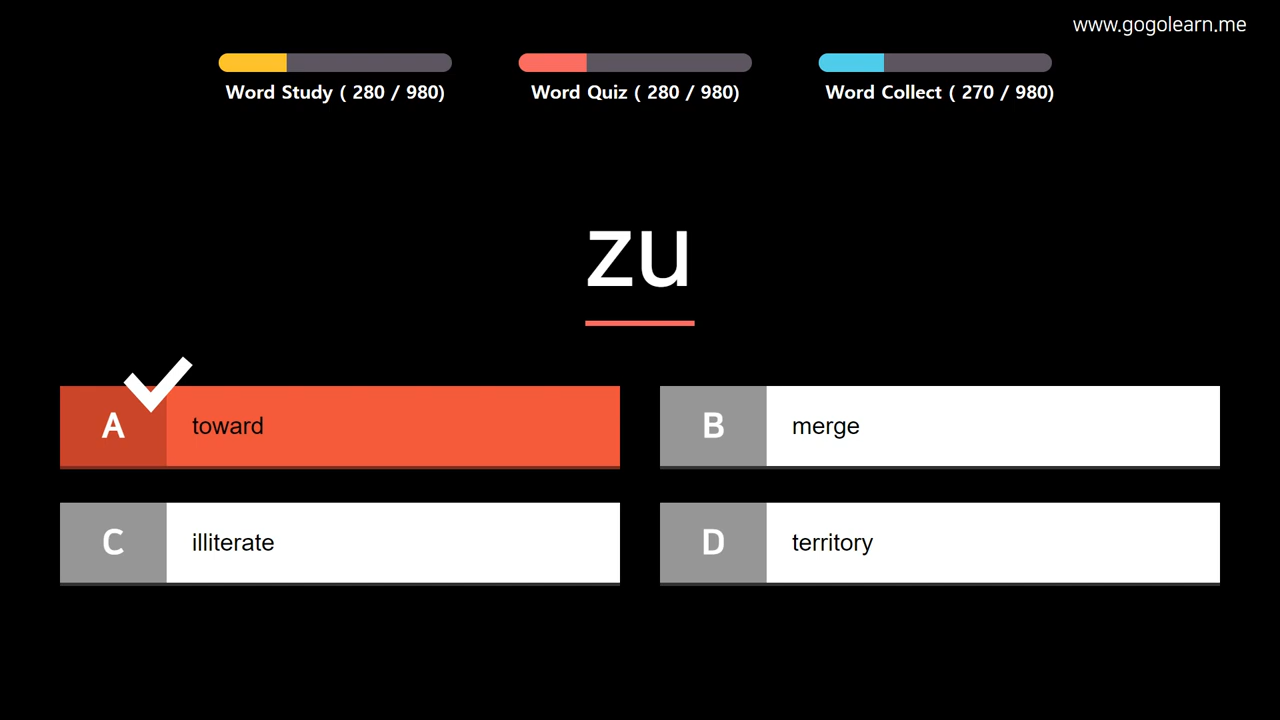 www.gogolearn.me
Word Study ( 280 / 980)
Word Quiz ( 280 / 980)
Word Collect ( 270 / 980)
zu
A toward
B merge
C illiterate
D territory